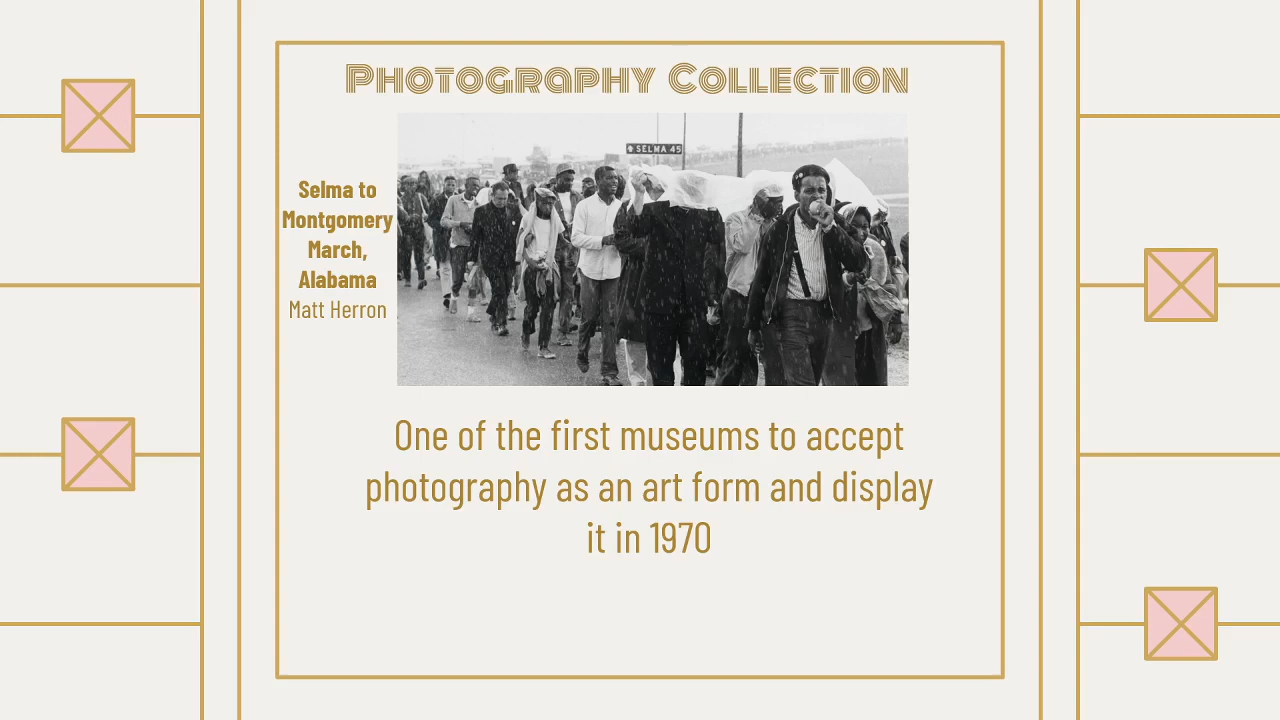 Photography Collection
SELMA 45
Selma to
Montgomery
March,
Alabama
Matt Herron
One of the first museums to accept
photography as an art form and display
it in 1970